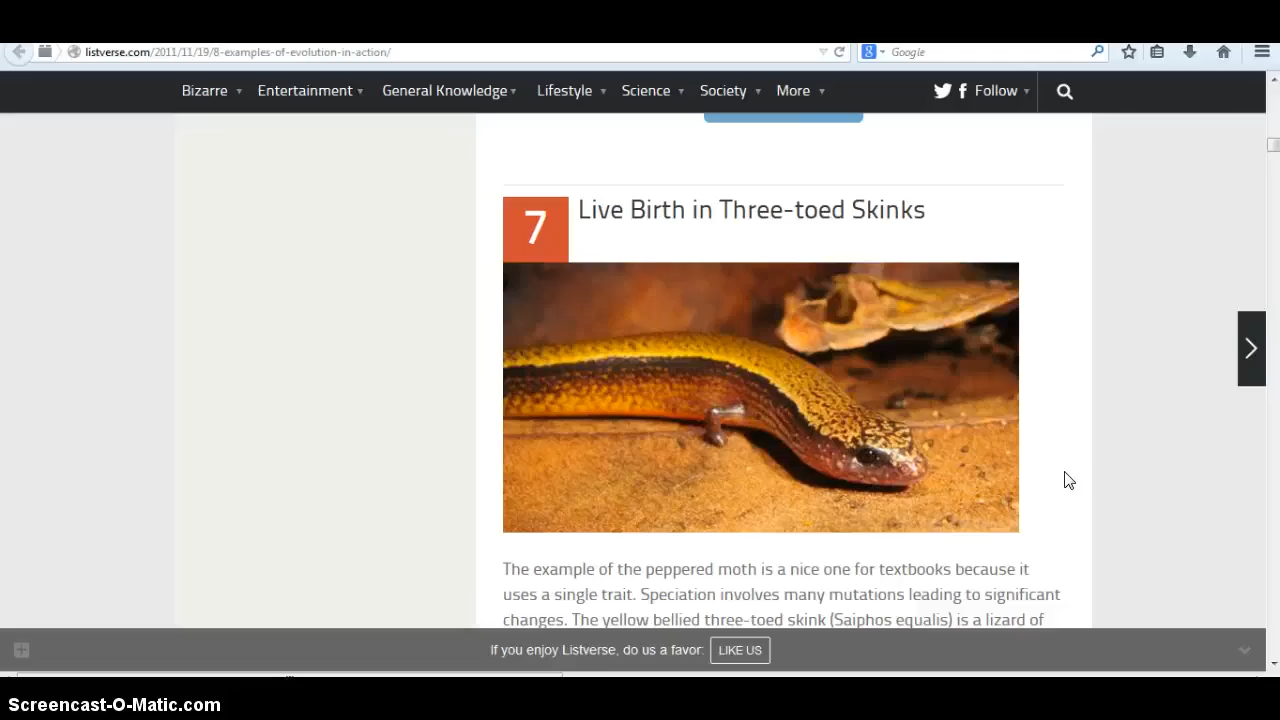 listverse.com/2011/11/19/8-examples-of-evolution-in-action/
Google
Bizarre Entertainment General Knowledge Lifestyle Science Society More Follow
7
Live Birth in Three-toed Skinks
The example of the peppered moth is a nice one for textbooks because it
uses a single trait. Speciation involves many mutations leading to significant
changes. The yellow bellied three-toed skink (Saiphos equalis) is a lizard of
If you enjoy Listverse, do us a favor: LIKE US
Screencast-O-Matic.com